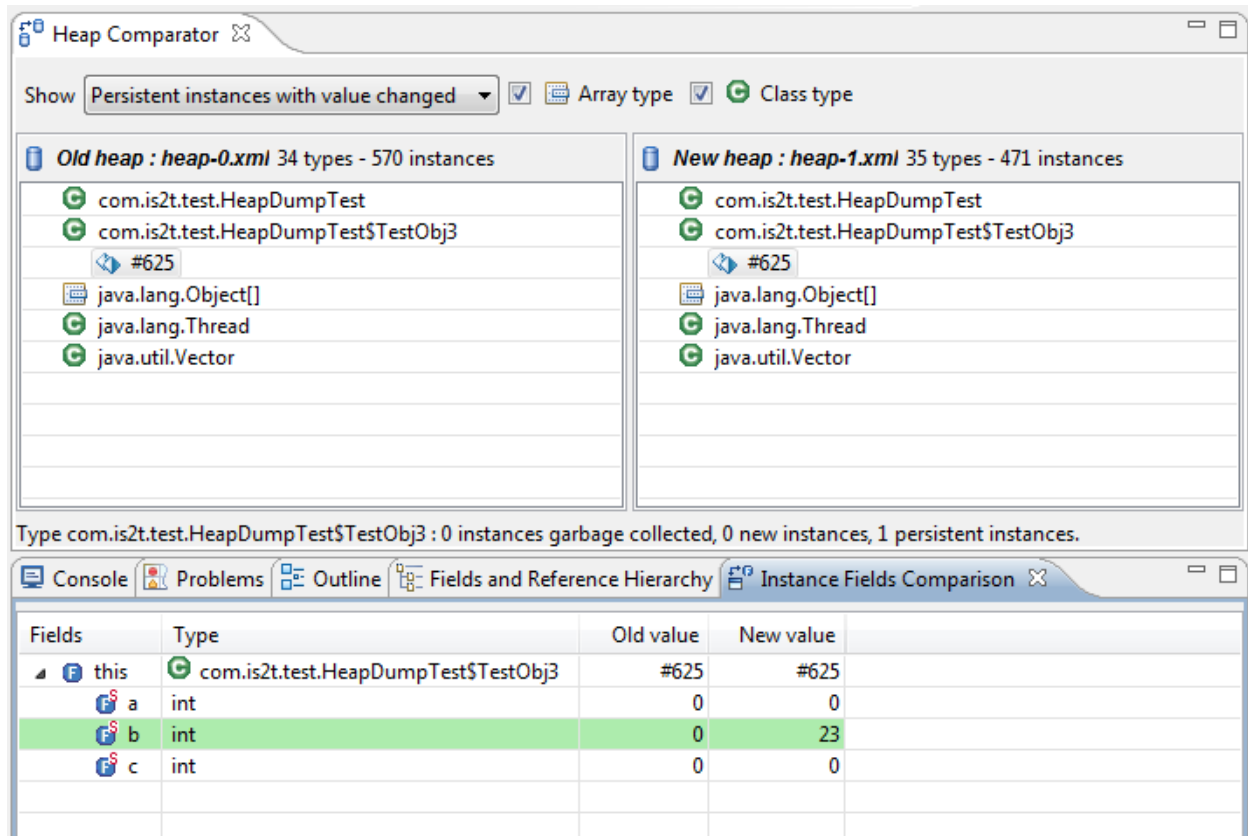 Heap Comparator
Show Persistent instances with value changed Array type Class type
Old heap : heap-0.xml 34 types - 570 instances
com.is2t.test.HeapDumpTest
com.is2t.test.HeapDumpTest$TestObj3
#625
java.lang.Object[]
java.lang.Thread
java.util.Vector
New heap : heap-1.xml 35 types - 471 instances
com.is2t.test.HeapDumpTest
com.is2t.test.HeapDumpTest$TestObj3
#625
java.lang.Object[]
java.lang.Thread
java.util.Vector
Type com.is2t.test.HeapDumpTest$TestObj3 : 0 instances garbage collected, 0 new instances, 1 persistent instances.
Console Problems Outline Fields and Reference Hierarchy Instance Fields Comparison
Fields Type Old value New value
this com.is2t.test.HeapDumpTest$TestObj3 #625 #625
a int 0 0
b int 0 23
c int 0 0